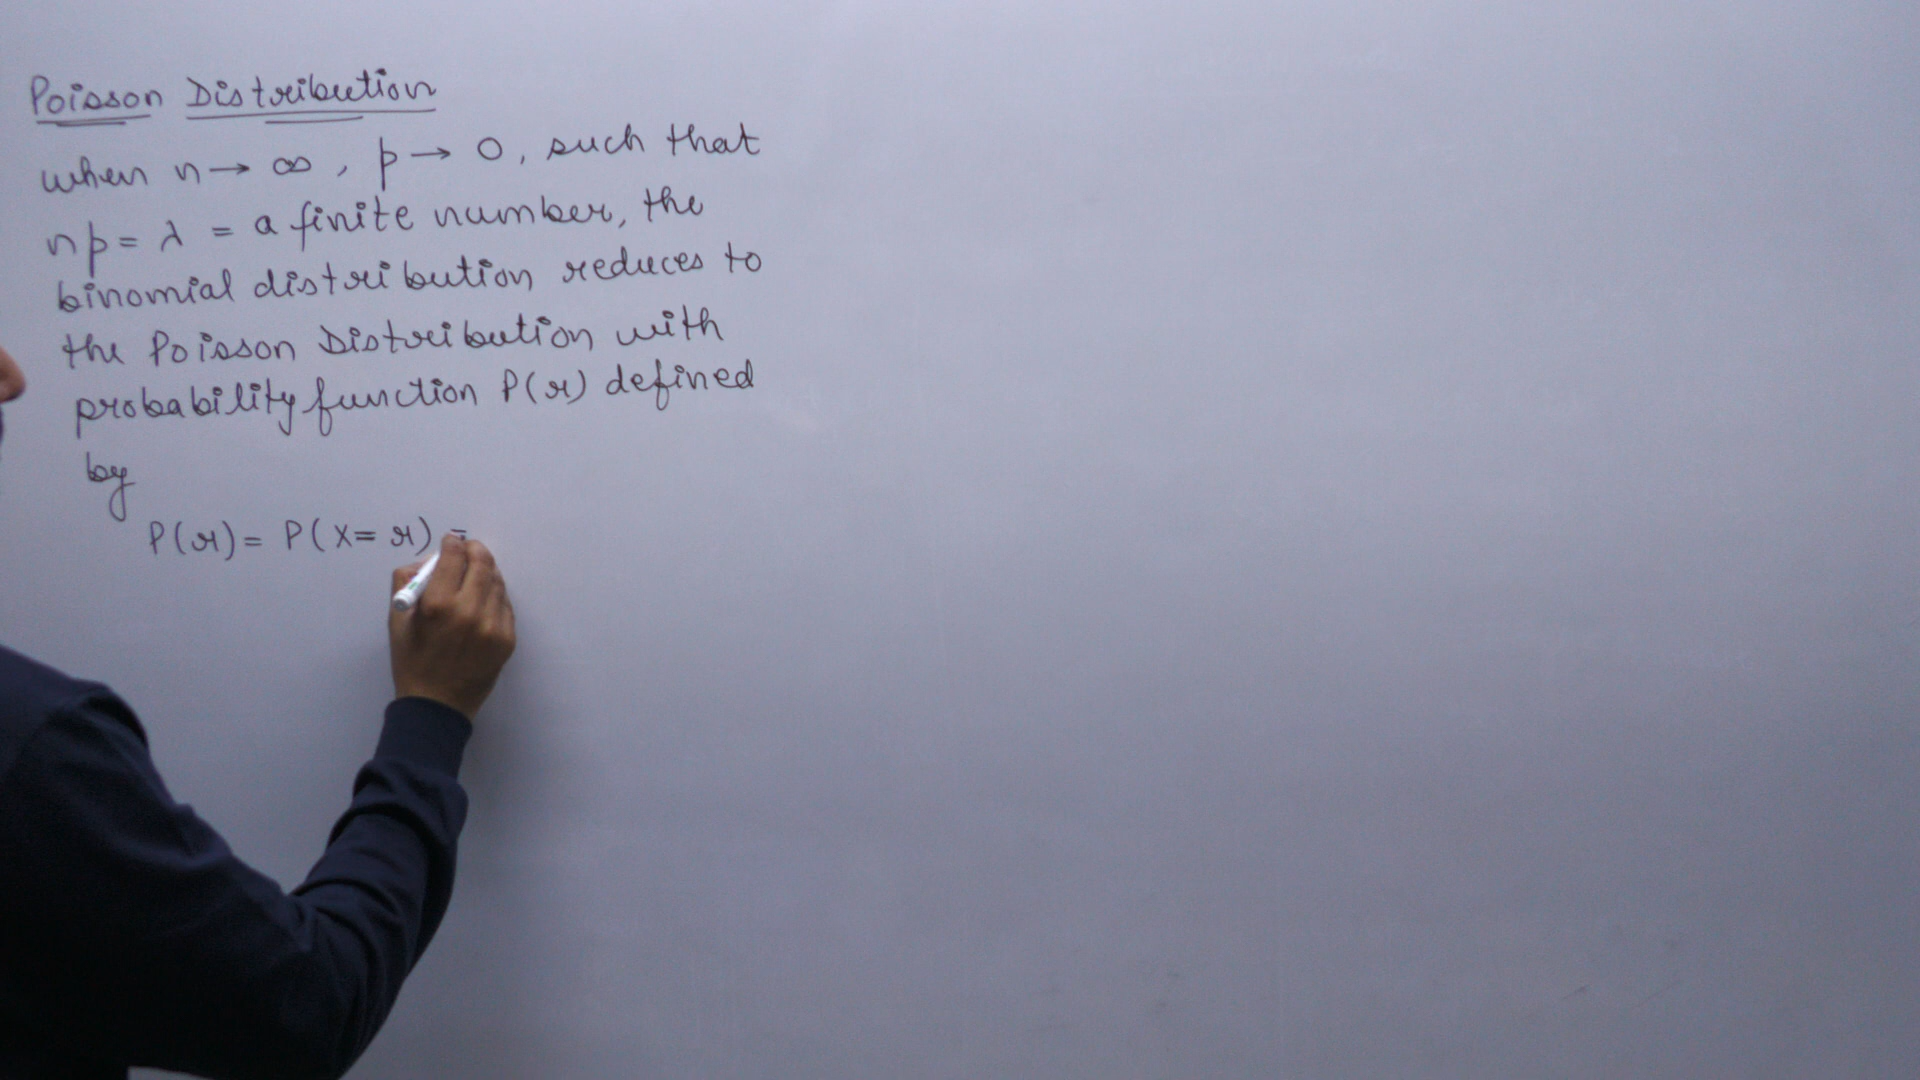 Poisson Distribution
when n → ∞, p → 0, such that
np = λ = a finite number, the
binomial distribution reduces to
the Poisson Distribution with
probability function P(r) defined
by
P(r) = P(X = r) =